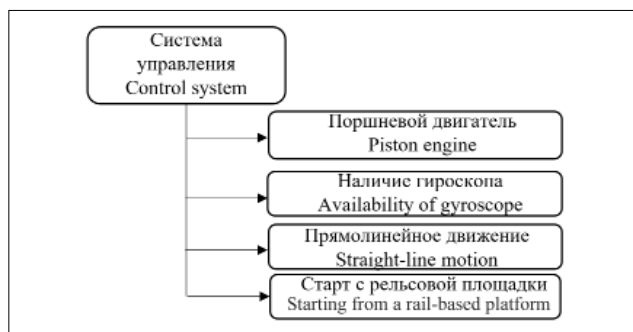 Система
управления
Control system
Поршневой двигатель
Piston engine
Наличие гироскопа
Availability of gyroscope
Прямолинейное движение
Straight-line motion
Старт с рельсовой площадки
Starting from a rail-based platform